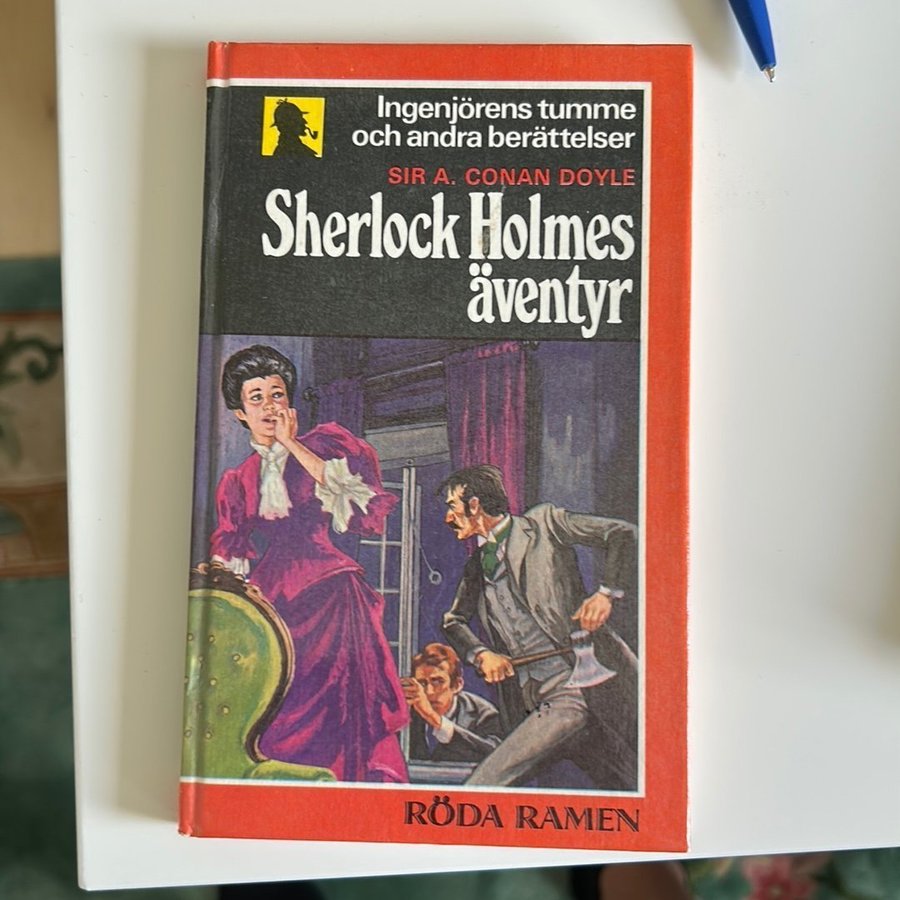 Ingenjörens tumme
och andra berättelser
SIR A. CONAN DOYLE
Sherlock Holmes
äventyr
RÖDA RAMEN